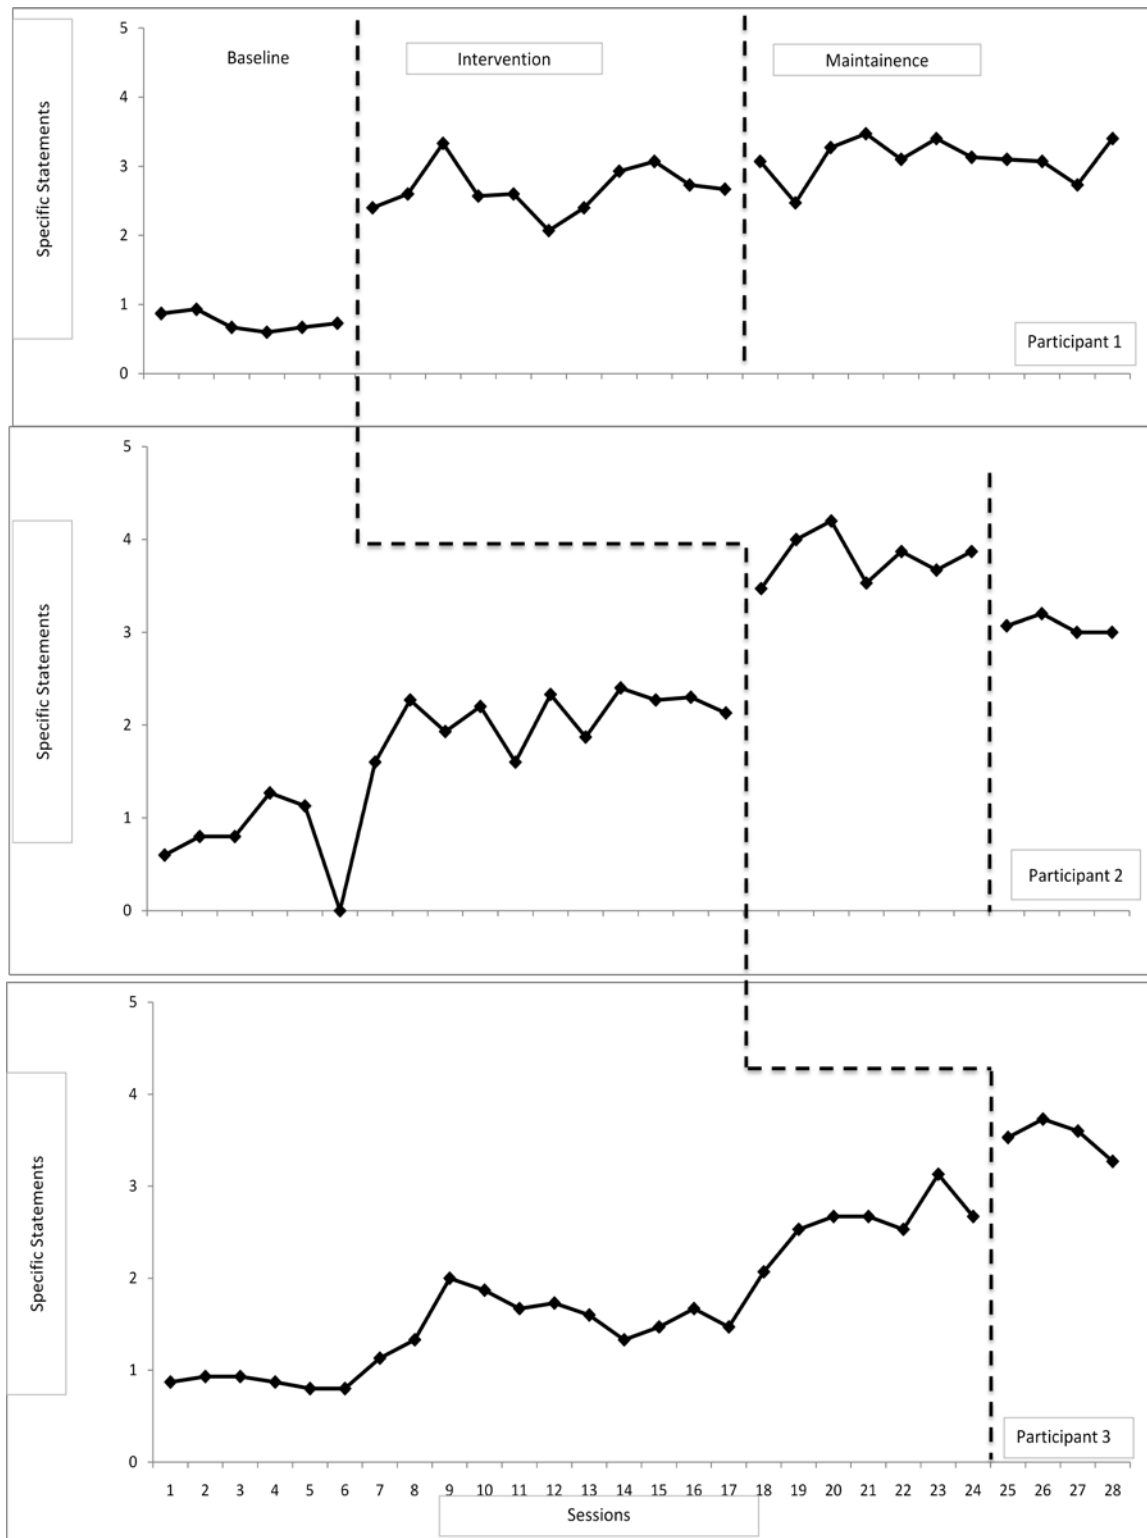 5
4
3
2
1
0
Specific Statements
Baseline
Intervention
Maintainence
Participant 1
5
4
3
2
1
0
Specific Statements
Participant 2
5
4
3
2
1
0
Specific Statements
Participant 3
1 2 3 4 5 6 7 8 9 10 11 12 13 14 15 16 17 18 19 20 21 22 23 24 25 26 27 28
Sessions